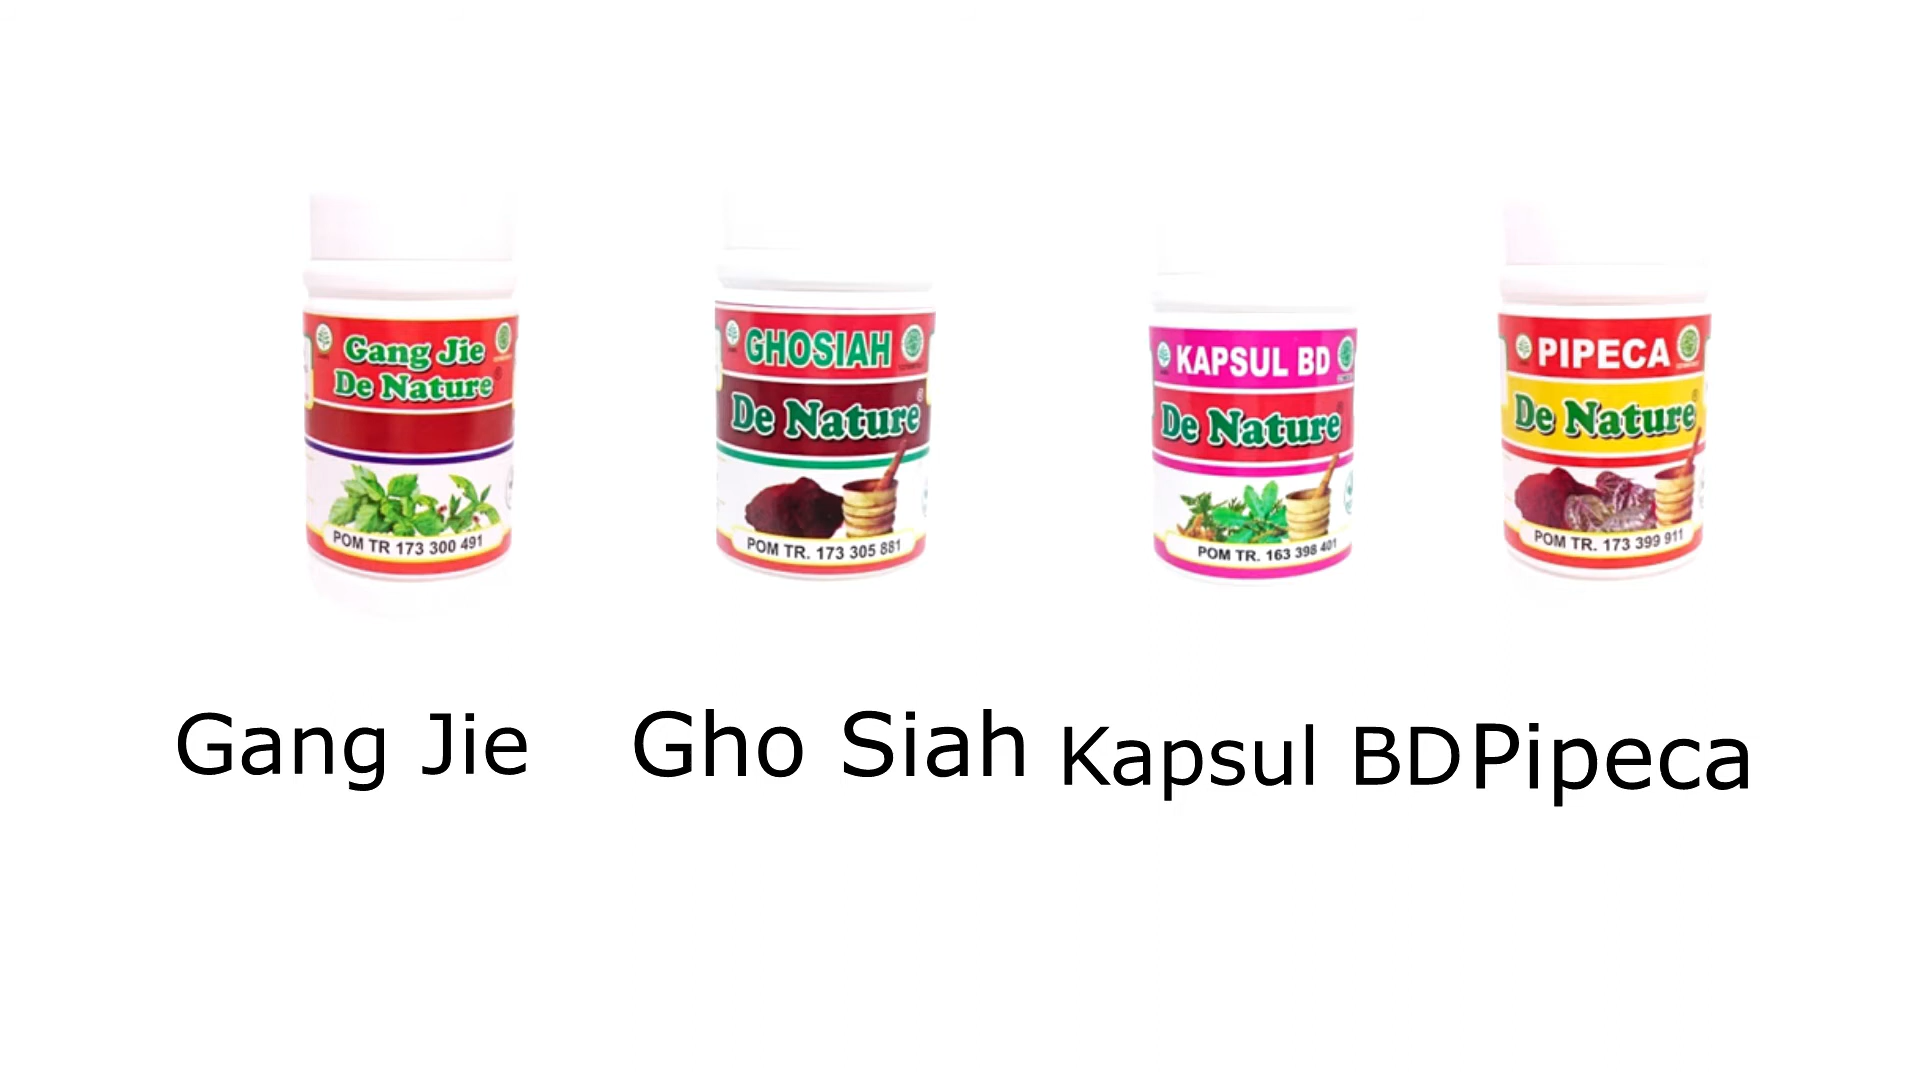 Gang Jie
De Nature®
POM TR 173 300 491
GHOSIAH
De Nature®
POM TR. 173 305 881
KAPSUL BD
De Nature
POM TR. 163 398 401
PIPECA
De Nature®
POM TR. 173 399 911
Gang Jie
Gho Siah
Kapsul BD
Pipeca